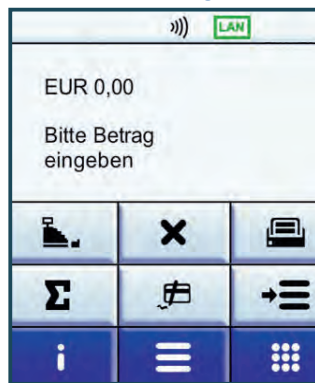 LAN
EUR 0,00
Bitte Betrag
eingeben
Σ
i